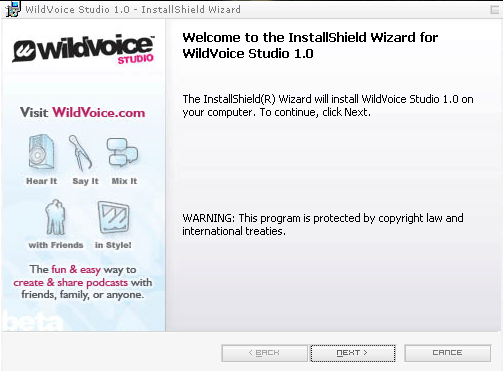 WildVoice Studio 1.0 - InstallShield Wizard
wildvoice
STUDIO
Visit WildVoice.com
Hear It Say It Mix It
with Friends in Style!
The fun & easy way to
create & share podcasts with
friends, family, or anyone.
beta
Welcome to the InstallShield Wizard for
WildVoice Studio 1.0
The InstallShield(R) Wizard will install WildVoice Studio 1.0 on
your computer. To continue, click Next.
WARNING: This program is protected by copyright law and
international treaties.
< BACK NEXT > CANCE